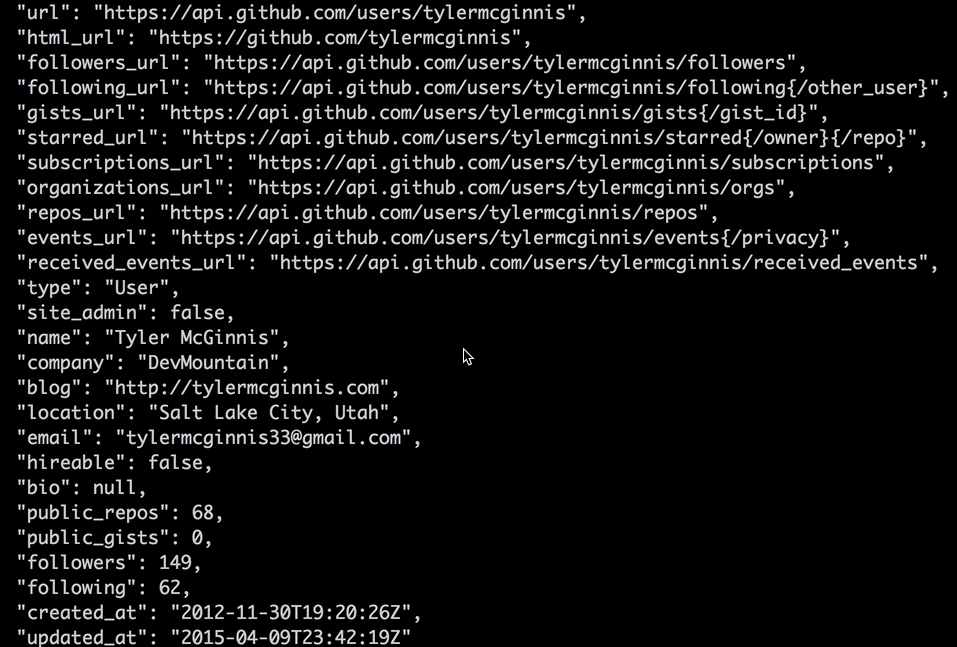 "url": "https://api.github.com/users/tylermcginnis",
"html_url": "https://github.com/tylermcginnis",
"followers_url": "https://api.github.com/users/tylermcginnis/followers",
"following_url": "https://api.github.com/users/tylermcginnis/following{/other_user}",
"gists_url": "https://api.github.com/users/tylermcginnis/gists{/gist_id}",
"starred_url": "https://api.github.com/users/tylermcginnis/starred{/owner}{/repo}",
"subscriptions_url": "https://api.github.com/users/tylermcginnis/subscriptions",
"organizations_url": "https://api.github.com/users/tylermcginnis/orgs",
"repos_url": "https://api.github.com/users/tylermcginnis/repos",
"events_url": "https://api.github.com/users/tylermcginnis/events{/privacy}",
"received_events_url": "https://api.github.com/users/tylermcginnis/received_events",
"type": "User",
"site_admin": false,
"name": "Tyler McGinnis",
"company": "DevMountain",
"blog": "http://tylermcginnis.com",
"location": "Salt Lake City, Utah",
"email": "tylermcginnis33@gmail.com",
"hireable": false,
"bio": null,
"public_repos": 68,
"public_gists": 0,
"followers": 149,
"following": 62,
"created_at": "2012-11-30T19:20:26Z",
"updated_at": "2015-04-09T23:42:19Z"